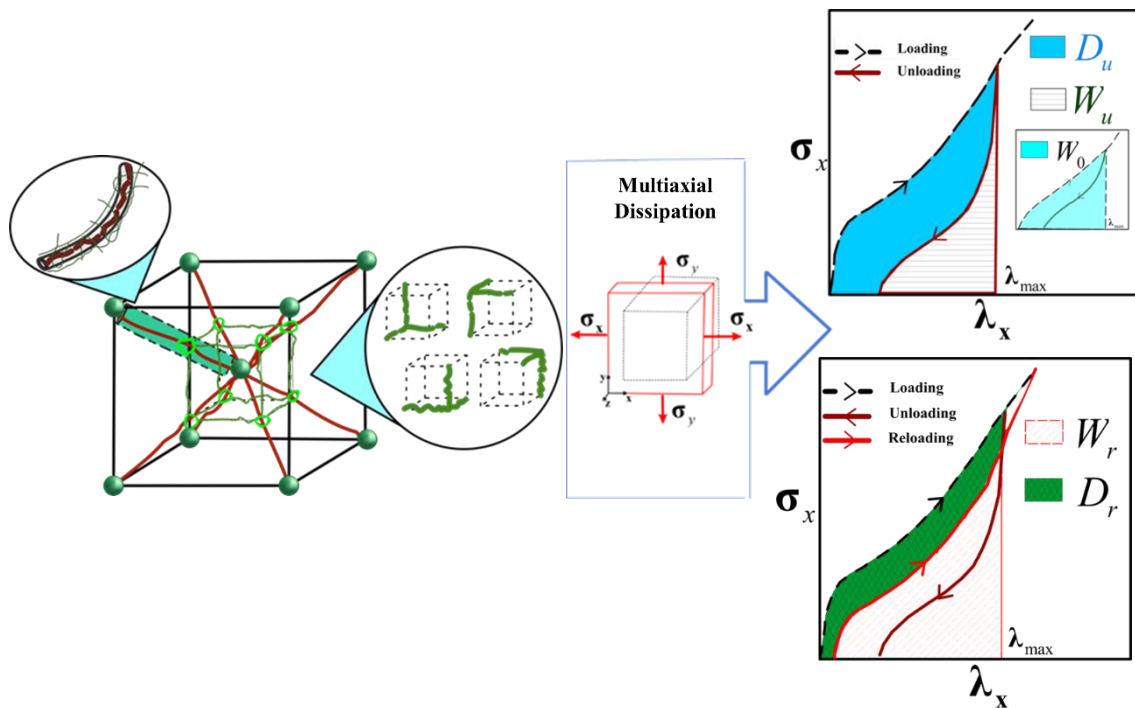 Multiaxial
Dissipation
σy
σx
σx
y
z
x
σy
Loading
Unloading
Du
Wu
W0
λmax
σx
λmax
λx
Loading
Unloading
Reloading
Wr
Dr
σx
λmax
λx